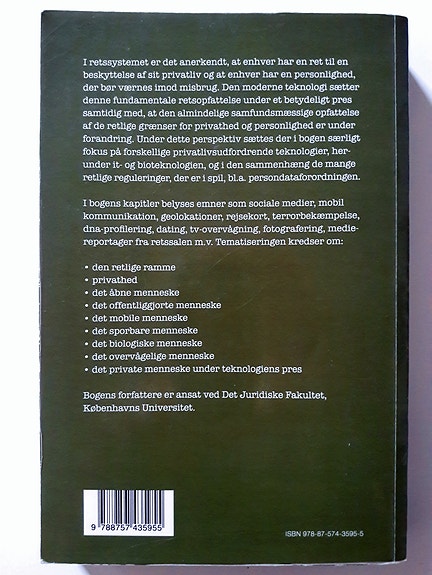 I retssystemet er det anerkendt, at enhver har en ret til en
beskyttelse af sit privatliv og at enhver har en personlighed,
der bør værnes imod misbrug. Den moderne teknologi sætter
denne fundamentale retsopfattelse under et betydeligt pres
samtidig med, at den almindelige samfundsmæssige opfattelse
af de retlige grænser for privathed og personlighed er under
forandring. Under dette perspektiv sættes der i bogen særligt
fokus på forskellige privatlivsudfordrende teknologier, her-
under it- og bioteknologien, og i den sammenhæng de mange
retlige reguleringer, der er i spil, bl.a. persondataforordningen.
I bogens kapitler belyses emner som sociale medier, mobil
kommunikation, geolokationer, rejsekort, terrorbekæmpelse,
dna-profilering, dating, tv-overvågning, fotografering, medie-
reportager fra retssalen m.v. Tematiseringen kredser om:
• den retlige ramme
• privathed
• det åbne menneske
• det offentliggjorte menneske
• det mobile menneske
• det sporbare menneske
• det biologiske menneske
• det overvågelige menneske
• det private menneske under teknologiens pres
Bogens forfattere er ansat ved Det Juridiske Fakultet,
Københavns Universitet.
9 788757 435955
ISBN 978-87-574-3595-5